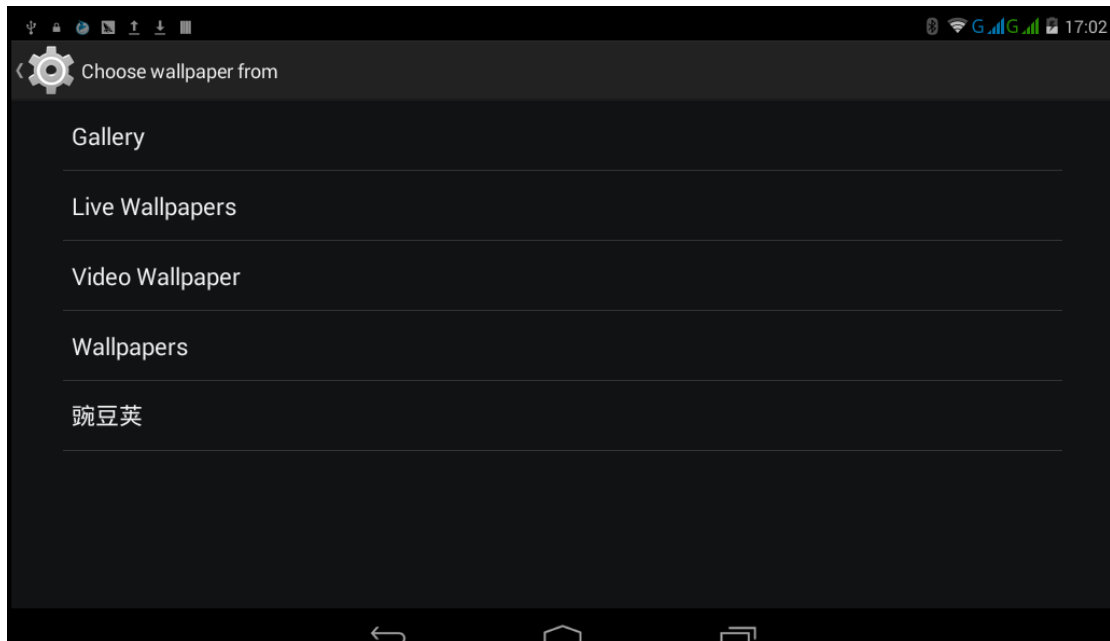 G G 17:02
Choose wallpaper from
Gallery
Live Wallpapers
Video Wallpaper
Wallpapers
豌豆荚